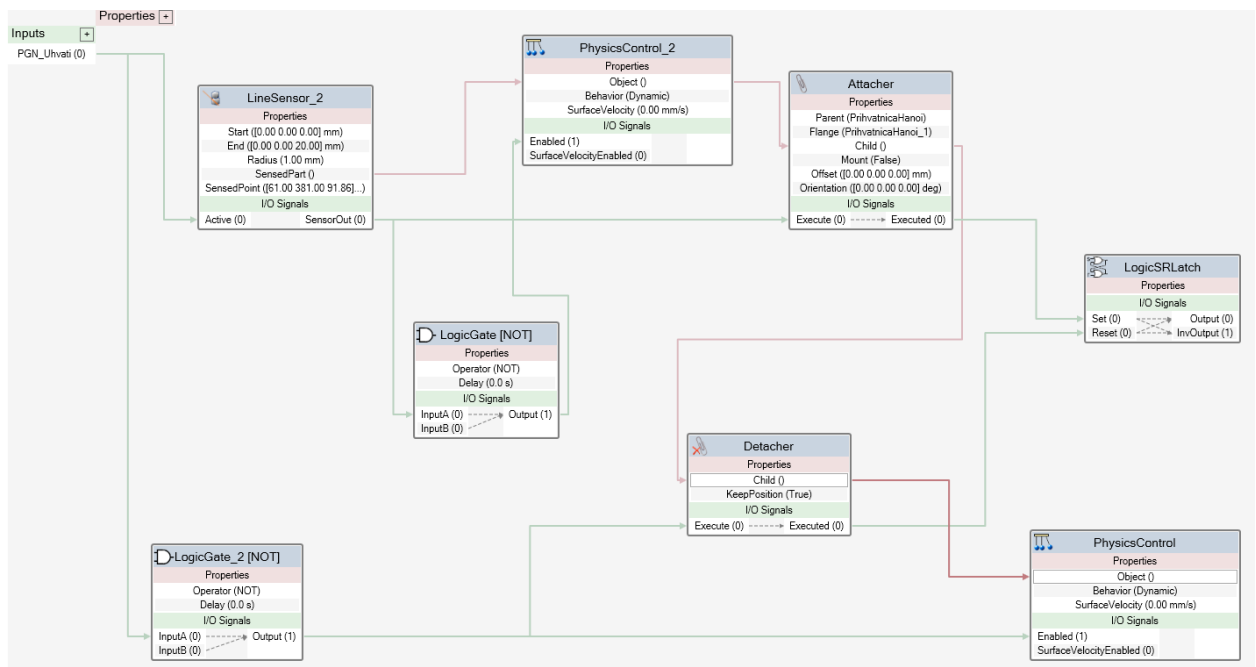 Properties +
Inputs +
PGN_Uhvati (0)
LineSensor_2
Properties
Start ([0.00 0.00 0.00] mm)
End ([0.00 0.00 20.00] mm)
Radius (1.00 mm)
SensedPart ()
SensedPoint ([61.00 381.00 91.86]...)
I/O Signals
Active (0) SensorOut (0)
PhysicsControl_2
Properties
Object ()
Behavior (Dynamic)
SurfaceVelocity (0.00 mm/s)
I/O Signals
Enabled (1)
SurfaceVelocityEnabled (0)
Attacher
Properties
Parent (PrihvatnicaHanoi)
Flange (PrihvatnicaHanoi_1)
Child ()
Mount (False)
Offset ([0.00 0.00 0.00] mm)
Orientation ([0.00 0.00 0.00] deg)
I/O Signals
Execute (0) Executed (0)
LogicSRLatch
Properties
I/O Signals
Set (0) Output (0)
Reset (0) InvOutput (1)
LogicGate [NOT]
Properties
Operator (NOT)
Delay (0.0 s)
I/O Signals
InputA (0) Output (1)
InputB (0)
Detacher
Properties
Child ()
KeepPosition (True)
I/O Signals
Execute (0) Executed (0)
LogicGate_2 [NOT]
Properties
Operator (NOT)
Delay (0.0 s)
I/O Signals
InputA (0) Output (1)
InputB (0)
PhysicsControl
Properties
Object ()
Behavior (Dynamic)
SurfaceVelocity (0.00 mm/s)
I/O Signals
Enabled (1)
SurfaceVelocityEnabled (0)